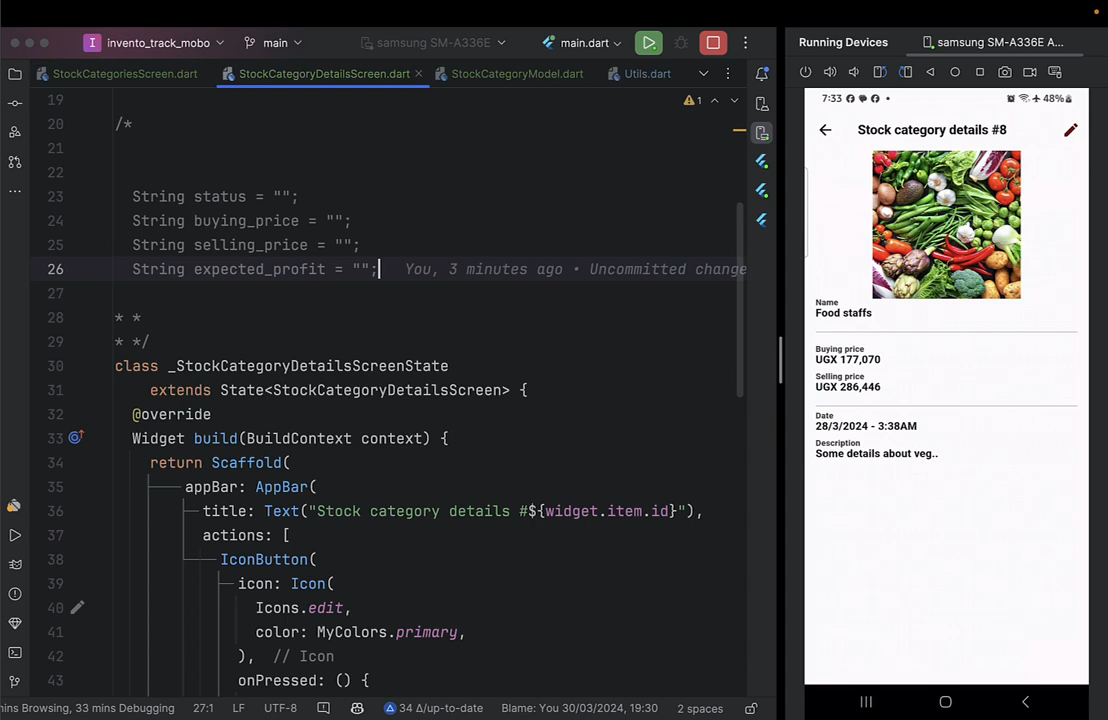 I invento_track_mobo main samsung SM-A336E main.dart
Running Devices samsung SM-A336E A...
StockCategoriesScreen.dart StockCategoryDetailsScreen.dart StockCategoryModel.dart Utils.dart
1
19
20 /*
21
22
23 String status = "";
24 String buying_price = "";
25 String selling_price = "";
26 String expected_profit = ""; You, 3 minutes ago • Uncommitted change
27
28 * *
29 * */
30 class _StockCategoryDetailsScreenState
31 extends State<StockCategoryDetailsScreen> {
32 @override
33 Widget build(BuildContext context) {
34 return Scaffold(
35 appBar: AppBar(
36 title: Text("Stock category details #${widget.item.id}"),
37 actions: [
38 IconButton(
39 icon: Icon(
40 Icons.edit,
41 color: MyColors.primary,
42 ), // Icon
43 onPressed: () {
ins Browsing, 33 mins Debugging 27:1 LF UTF-8 34 Δ/up-to-date Blame: You 30/03/2024, 19:30 2 spaces
7:33 48%
Stock category details #8
Name
Food staffs
Buying price
UGX 177,070
Selling price
UGX 286,446
Date
28/3/2024 - 3:38AM
Description
Some details about veg..